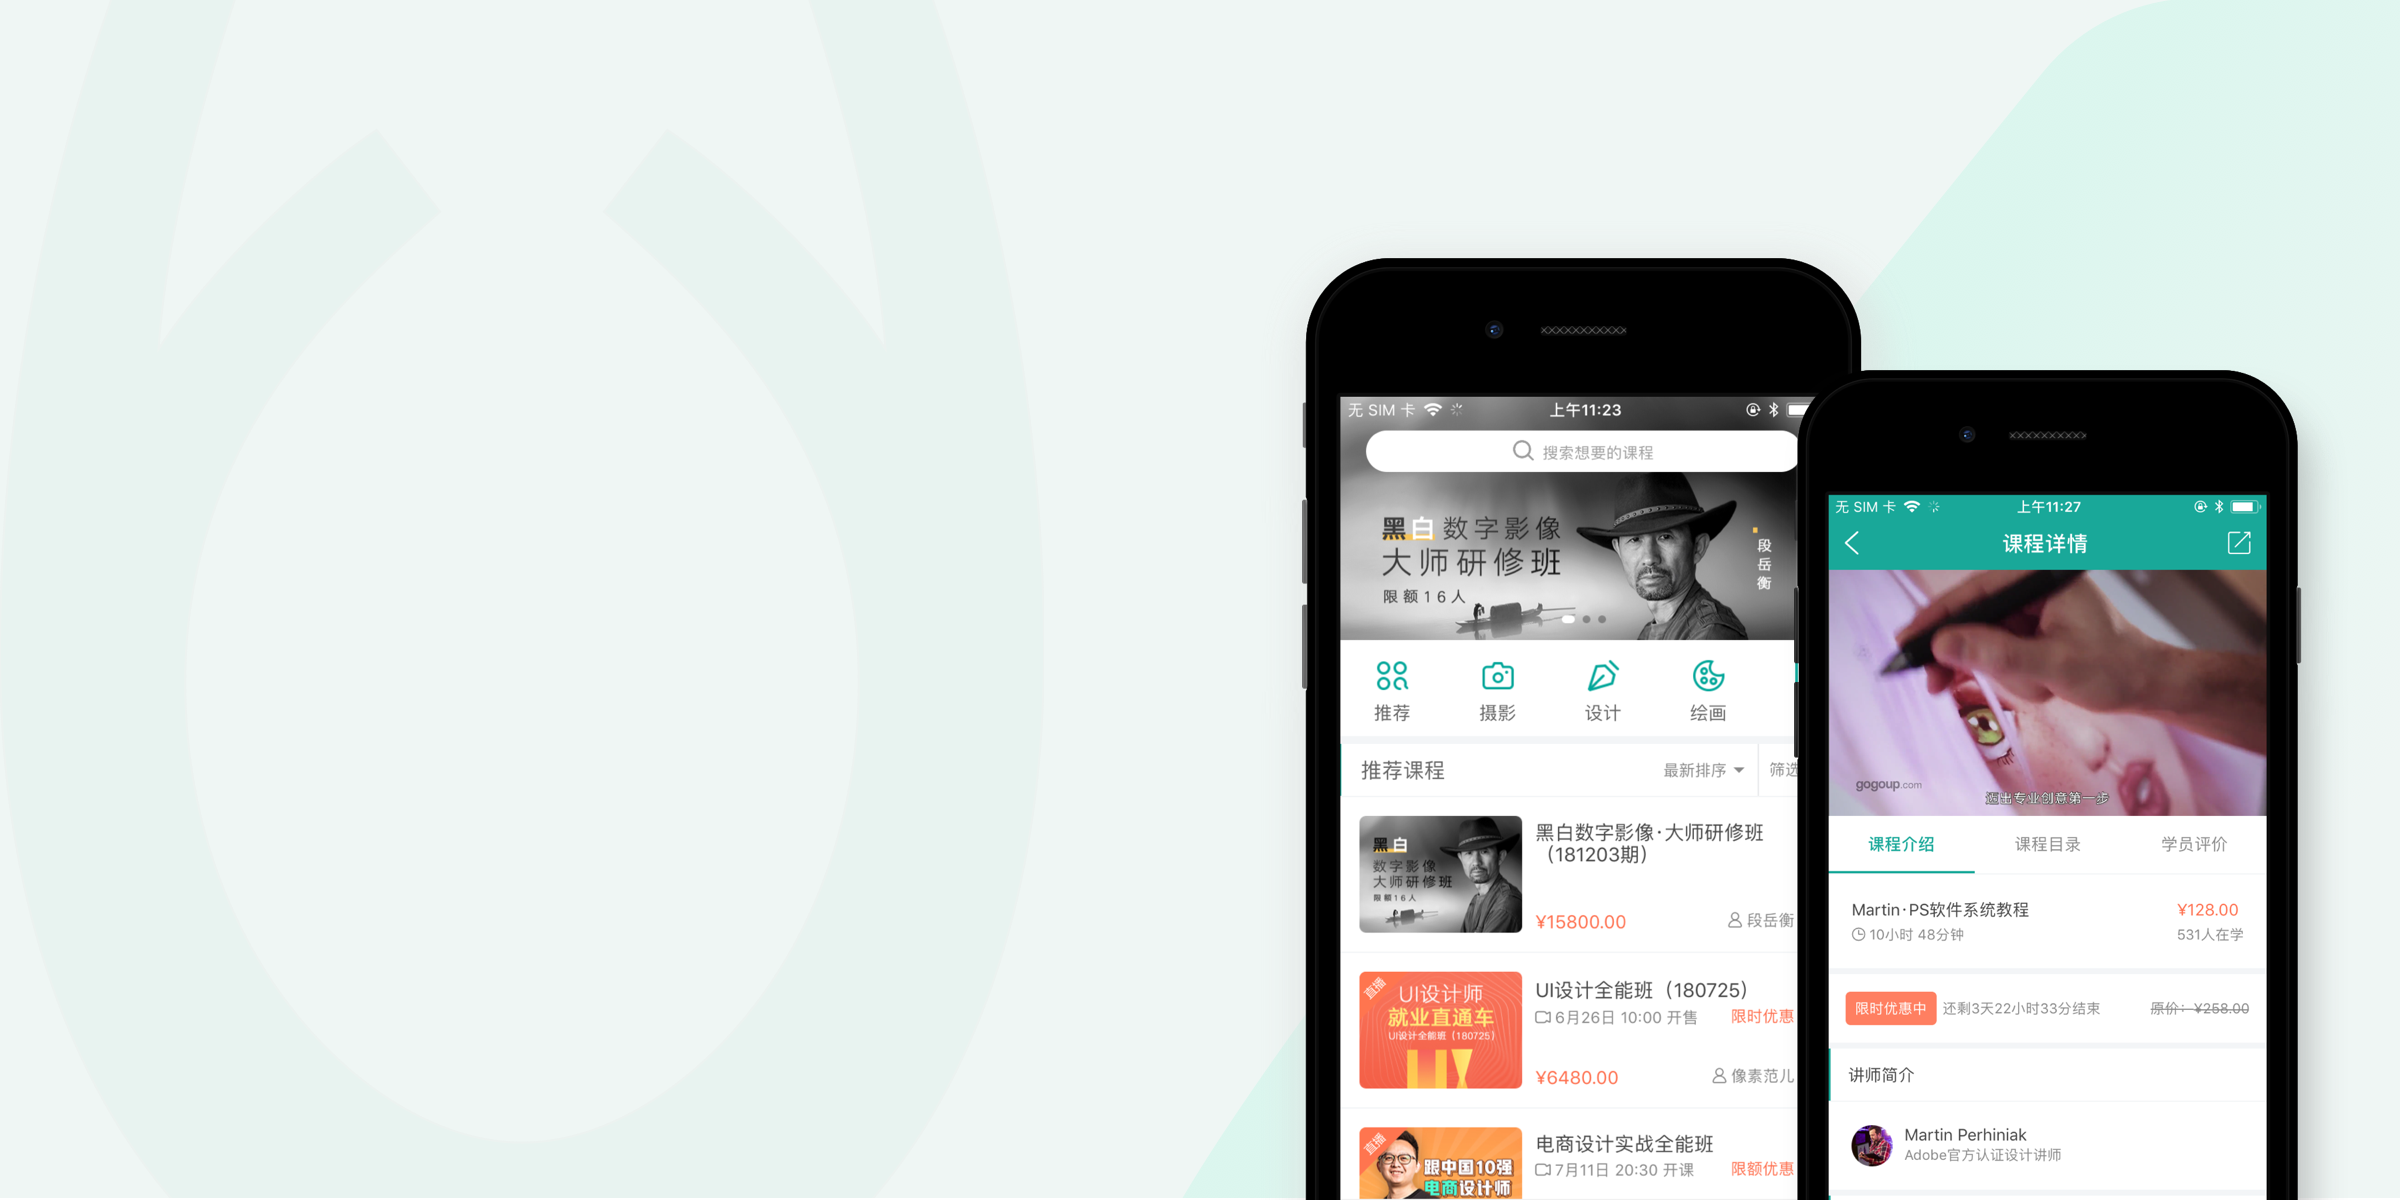 无 SIM 卡
上午11:23
搜索想要的课程
黑白数字影像
大师研修班
限额16人
段岳衡
推荐
摄影
设计
绘画
推荐课程
最新排序
筛选
黑白
数字影像
大师研修班
限额16人
黑白数字影像·大师研修班
（181203期）
¥15800.00
段岳衡
直播
UI设计师
就业直通车
UI设计全能班（180725）
UX
UI设计全能班（180725）
6月26日 10:00 开售
限时优惠
¥6480.00
像素范儿
直播
跟中国10强
电商设计师
电商设计实战全能班
7月11日 20:30 开课
限额优惠
无 SIM 卡
上午11:27
课程详情
gogoup.com
迈出专业创意第一步
课程介绍
课程目录
学员评价
Martin·PS软件系统教程
¥128.00
10小时 48分钟
531人在学
限时优惠中
还剩3天22小时33分结束
原价：¥258.00
讲师简介
Martin Perhiniak
Adobe官方认证设计讲师